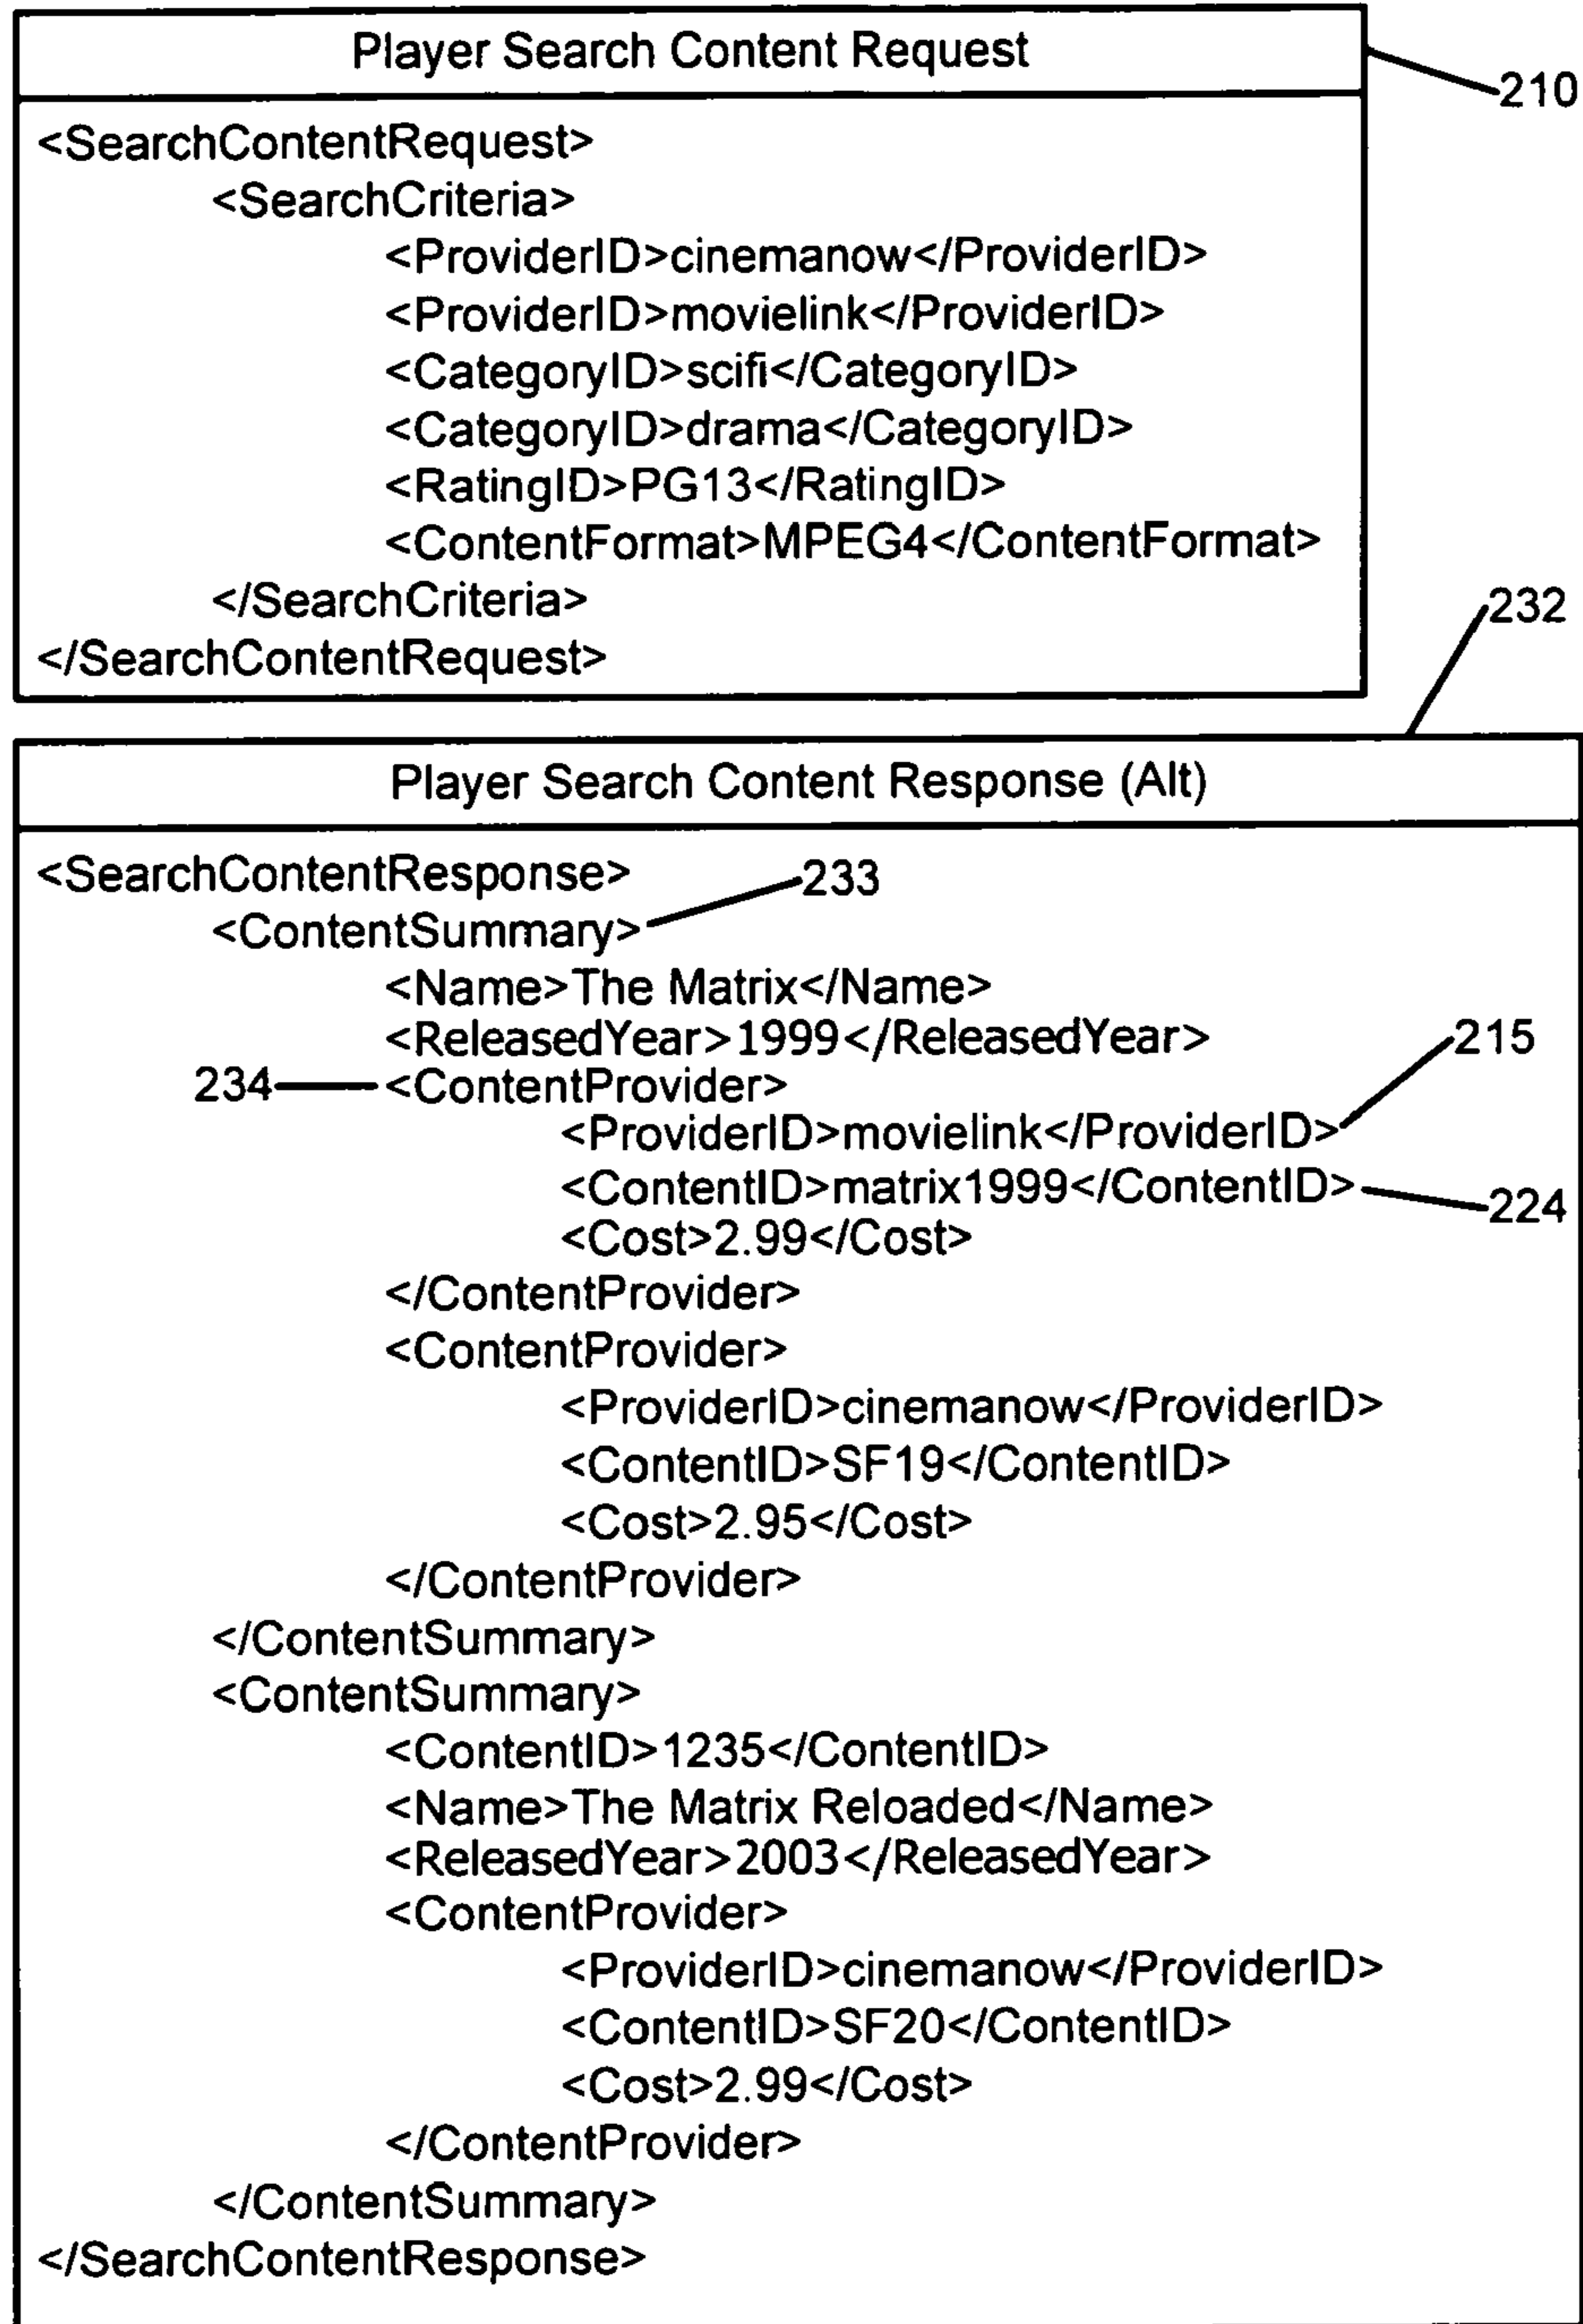 Player Search Content Request
210
<SearchContentRequest>
<SearchCriteria>
<ProviderID>cinemanow</ProviderID>
<ProviderID>movielink</ProviderID>
<CategoryID>scifi</CategoryID>
<CategoryID>drama</CategoryID>
<RatingID>PG13</RatingID>
<ContentFormat>MPEG4</ContentFormat>
</SearchCriteria>
232
</SearchContentRequest>
Player Search Content Response (Alt)
<SearchContentResponse>
233
<ContentSummary>
<Name>The Matrix</Name>
<ReleasedYear>1999</ReleasedYear>
215
234 <ContentProvider>
<ProviderID>movielink</ProviderID>
<ContentID>matrix1999</ContentID>
224
<Cost>2.99</Cost>
</ContentProvider>
<ContentProvider>
<ProviderID>cinemanow</ProviderID>
<ContentID>SF19</ContentID>
<Cost>2.95</Cost>
</ContentProvider>
</ContentSummary>
<ContentSummary>
<ContentID>1235</ContentID>
<Name>The Matrix Reloaded</Name>
<ReleasedYear>2003</ReleasedYear>
<ContentProvider>
<ProviderID>cinemanow</ProviderID>
<ContentID>SF20</ContentID>
<Cost>2.99</Cost>
</ContentProvider>
</ContentSummary>
</SearchContentResponse>